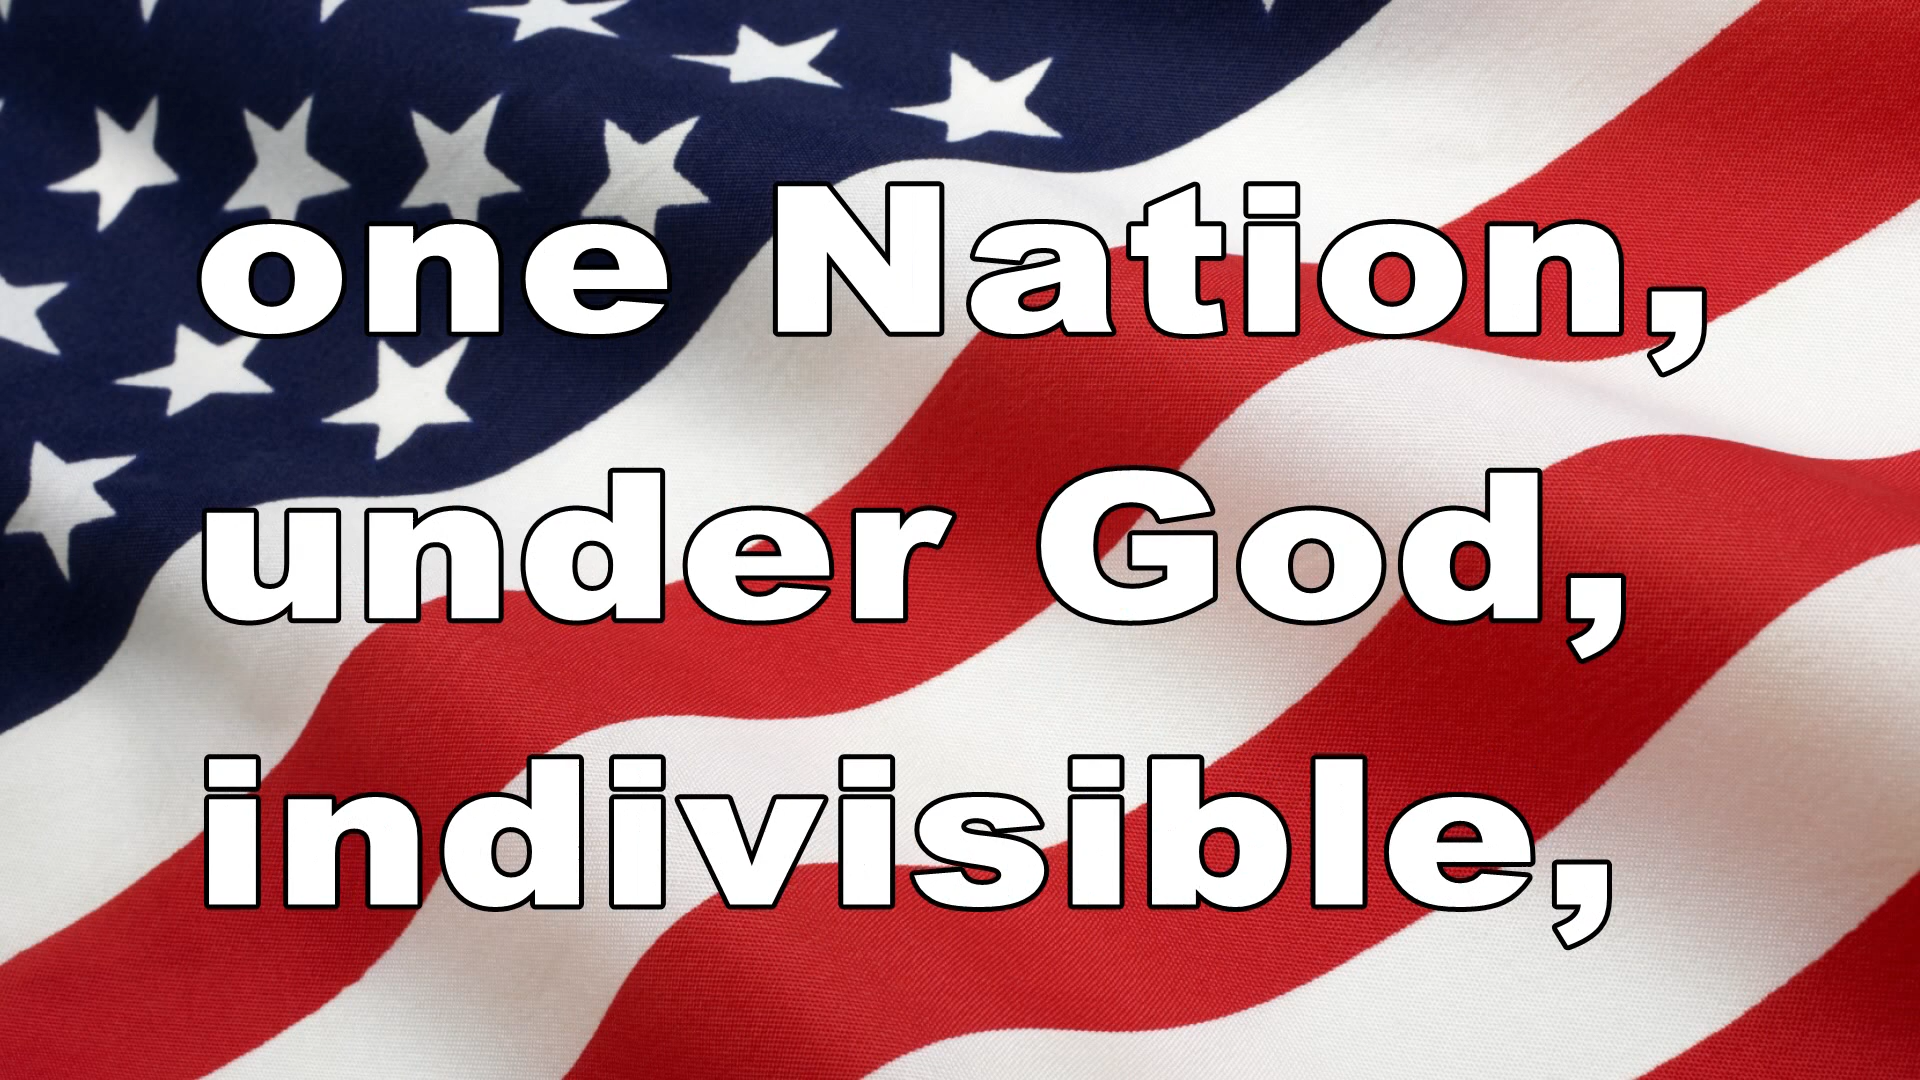 one Nation,
under God,
indivisible,